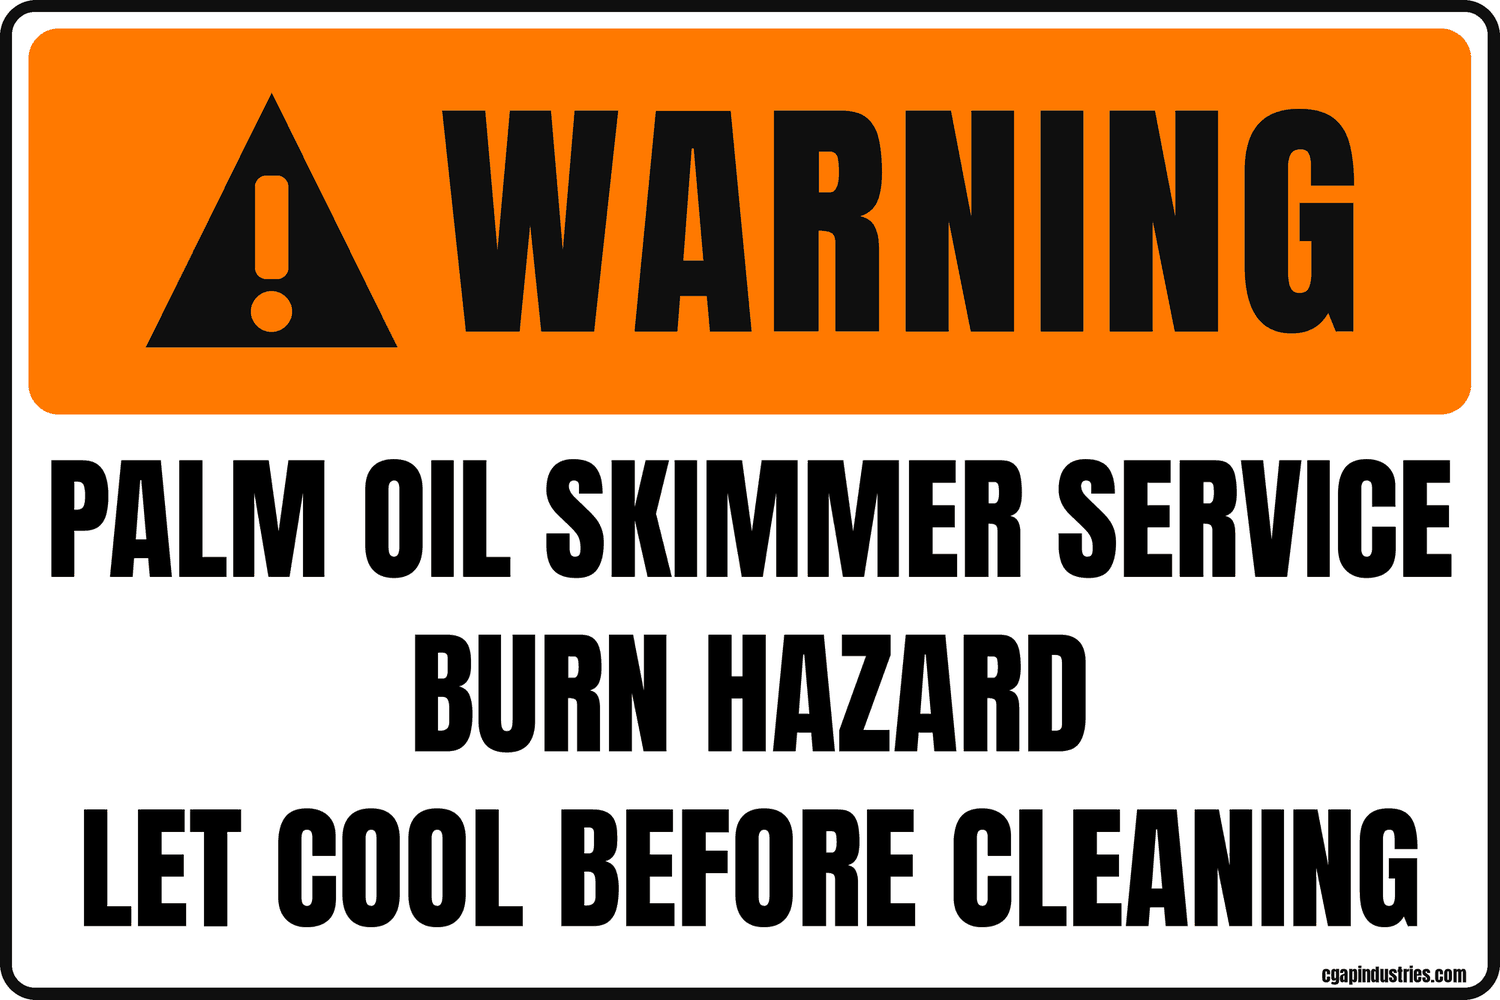 WARNING
PALM OIL SKIMMER SERVICE
BURN HAZARD
LET COOL BEFORE CLEANING
cgapindustries.com